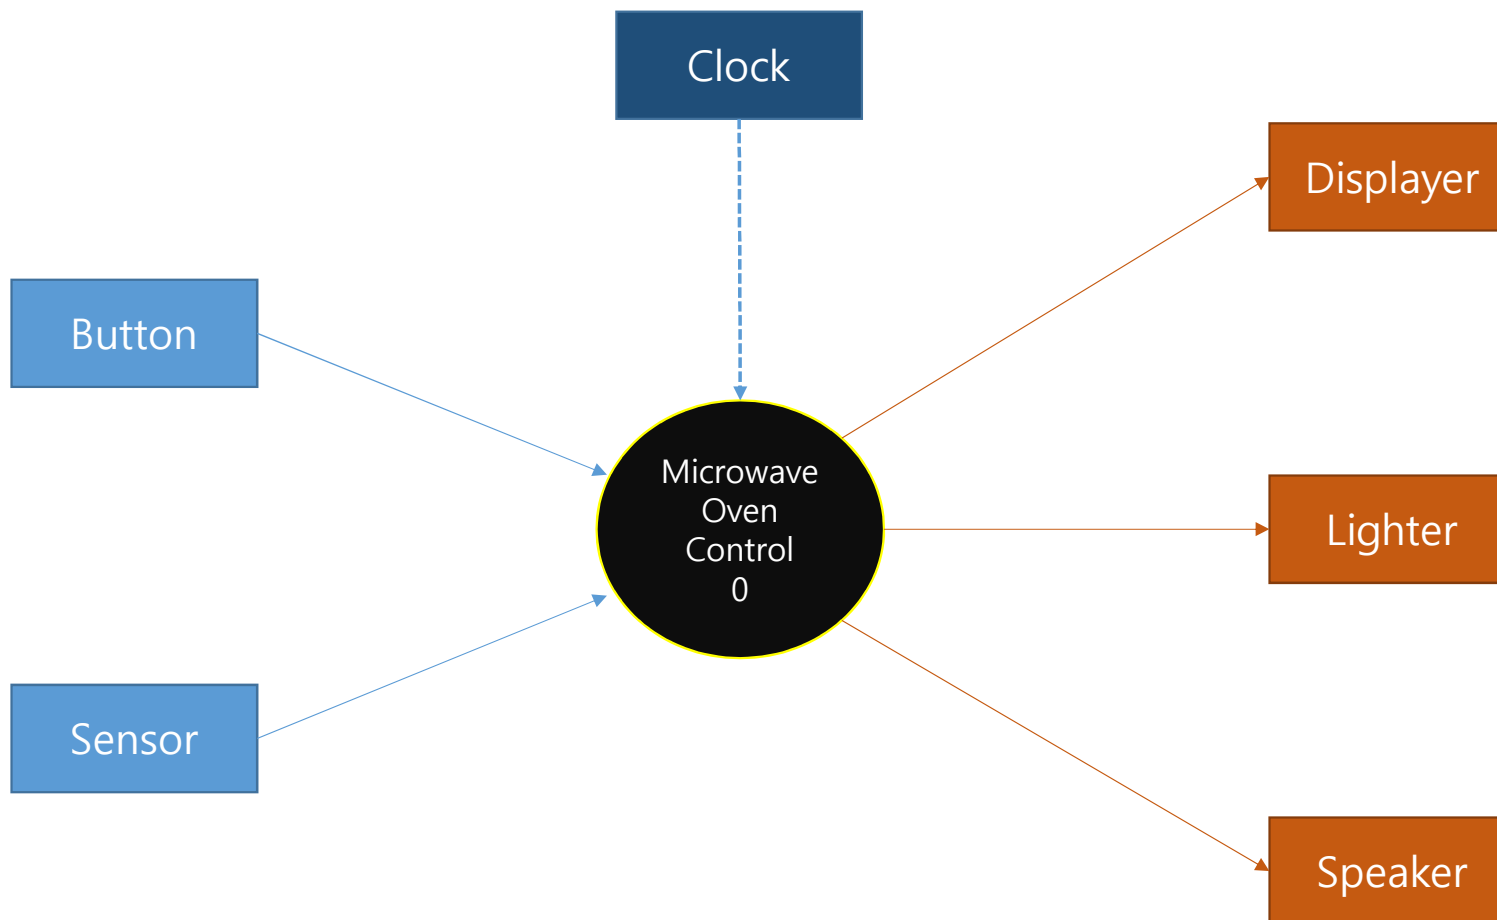 Clock
Displayer
Button
Microwave
Oven
Control
0
Lighter
Sensor
Speaker